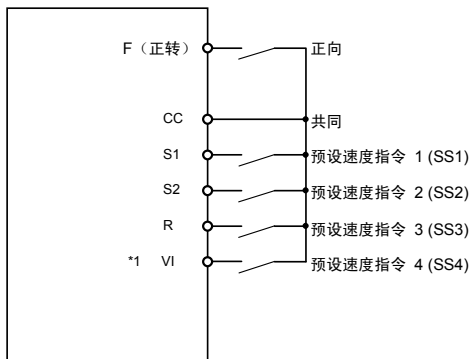 F（正转） 正向
CC 共同
S1 预设速度指令 1 (SS1)
S2 预设速度指令 2 (SS2)
R 预设速度指令 3 (SS3)
*1 VI 预设速度指令 4 (SS4)